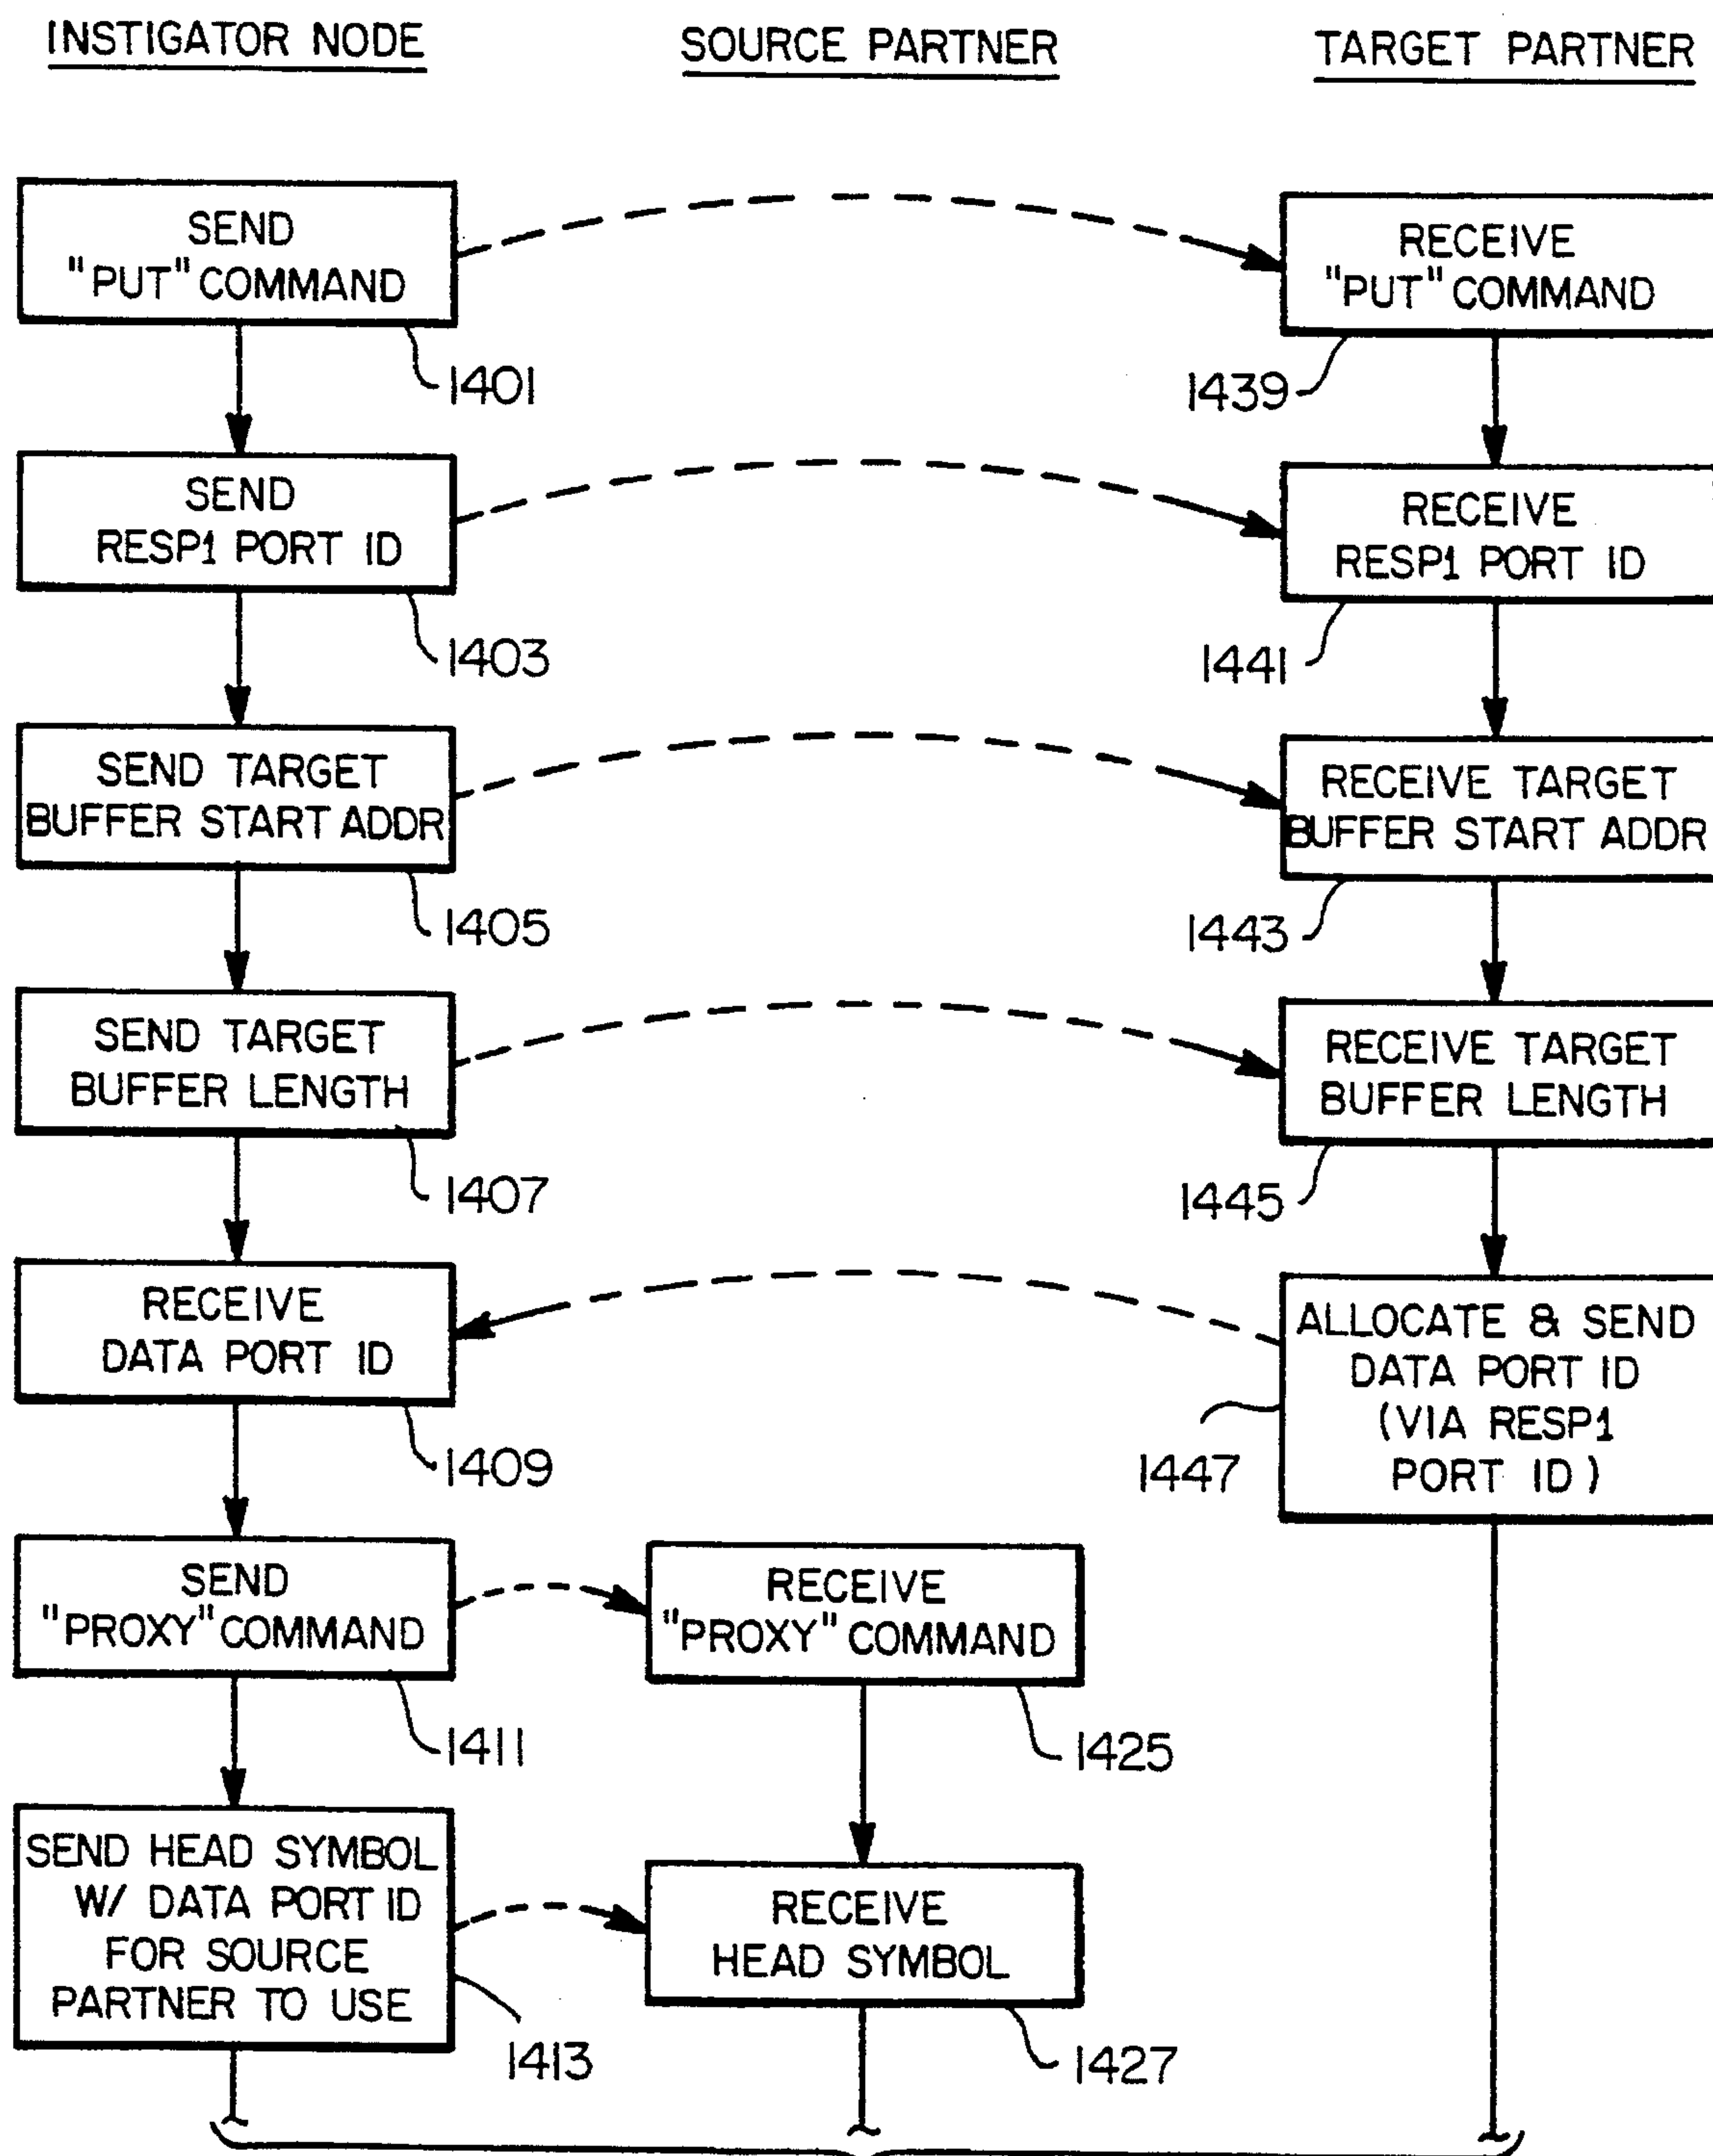 INSTIGATOR NODE
SOURCE PARTNER
TARGET PARTNER
SEND
"PUT" COMMAND
1401
RECEIVE
"PUT" COMMAND
1439
SEND
RESP1 PORT ID
1403
RECEIVE
RESP1 PORT ID
1441
SEND TARGET
BUFFER START ADDR
1405
RECEIVE TARGET
BUFFER START ADDR
1443
SEND TARGET
BUFFER LENGTH
1407
RECEIVE TARGET
BUFFER LENGTH
1445
RECEIVE
DATA PORT ID
1409
ALLOCATE & SEND
DATA PORT ID
(VIA RESP1
PORT ID)
1447
SEND
"PROXY" COMMAND
1411
RECEIVE
"PROXY" COMMAND
1425
SEND HEAD SYMBOL
W/ DATA PORT ID
FOR SOURCE
PARTNER TO USE
1413
RECEIVE
HEAD SYMBOL
1427